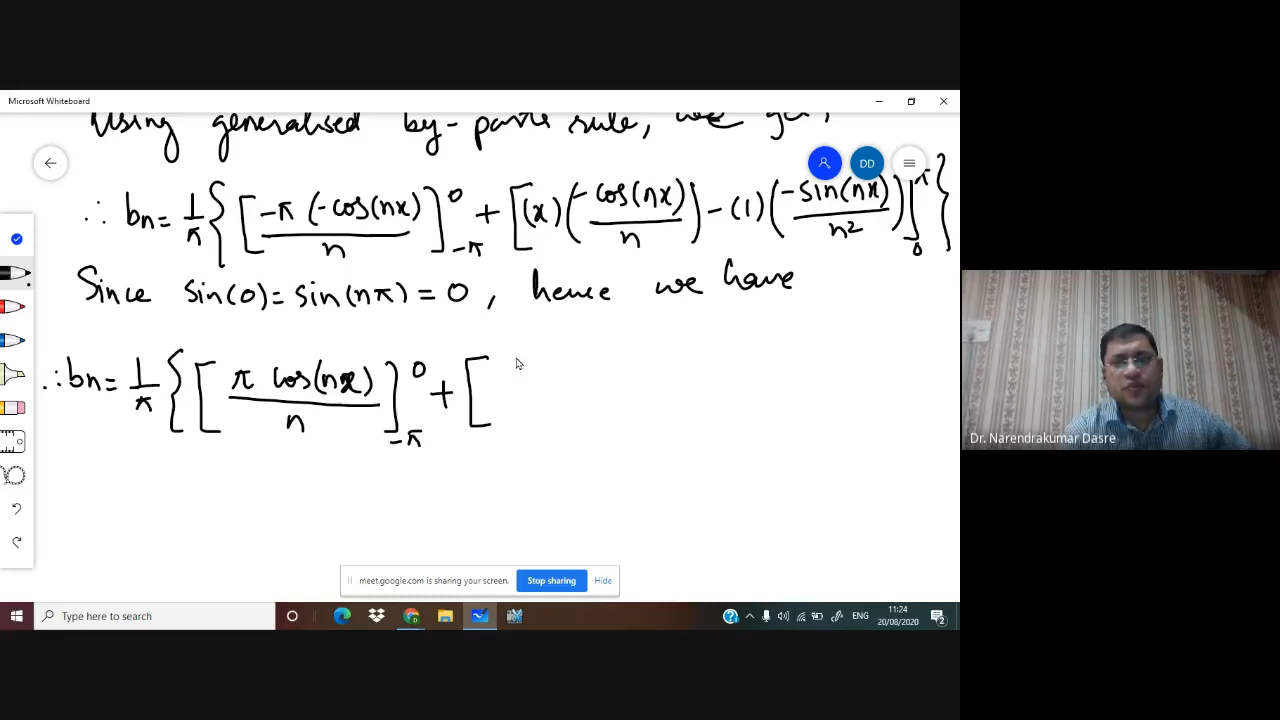 Microsoft Whiteboard
Using generalised by-parts rule, we get,
DD
∴ bn = 1/π { [ -π (-cos(nx)) / n ]_{-π}^{0} + [ (x) (-cos(nx) / n) - (1) (-sin(nx) / n²) ]_{0}^{π} }
Since sin(0) = sin(nπ) = 0, hence we have
∴ bn = 1/π { [ π cos(nx) / n ]_{-π}^{0} + [
Dr. Narendrakumar Dasre
meet.google.com is sharing your screen. Stop sharing Hide
Type here to search
ENG
11:24
20/08/2020
2